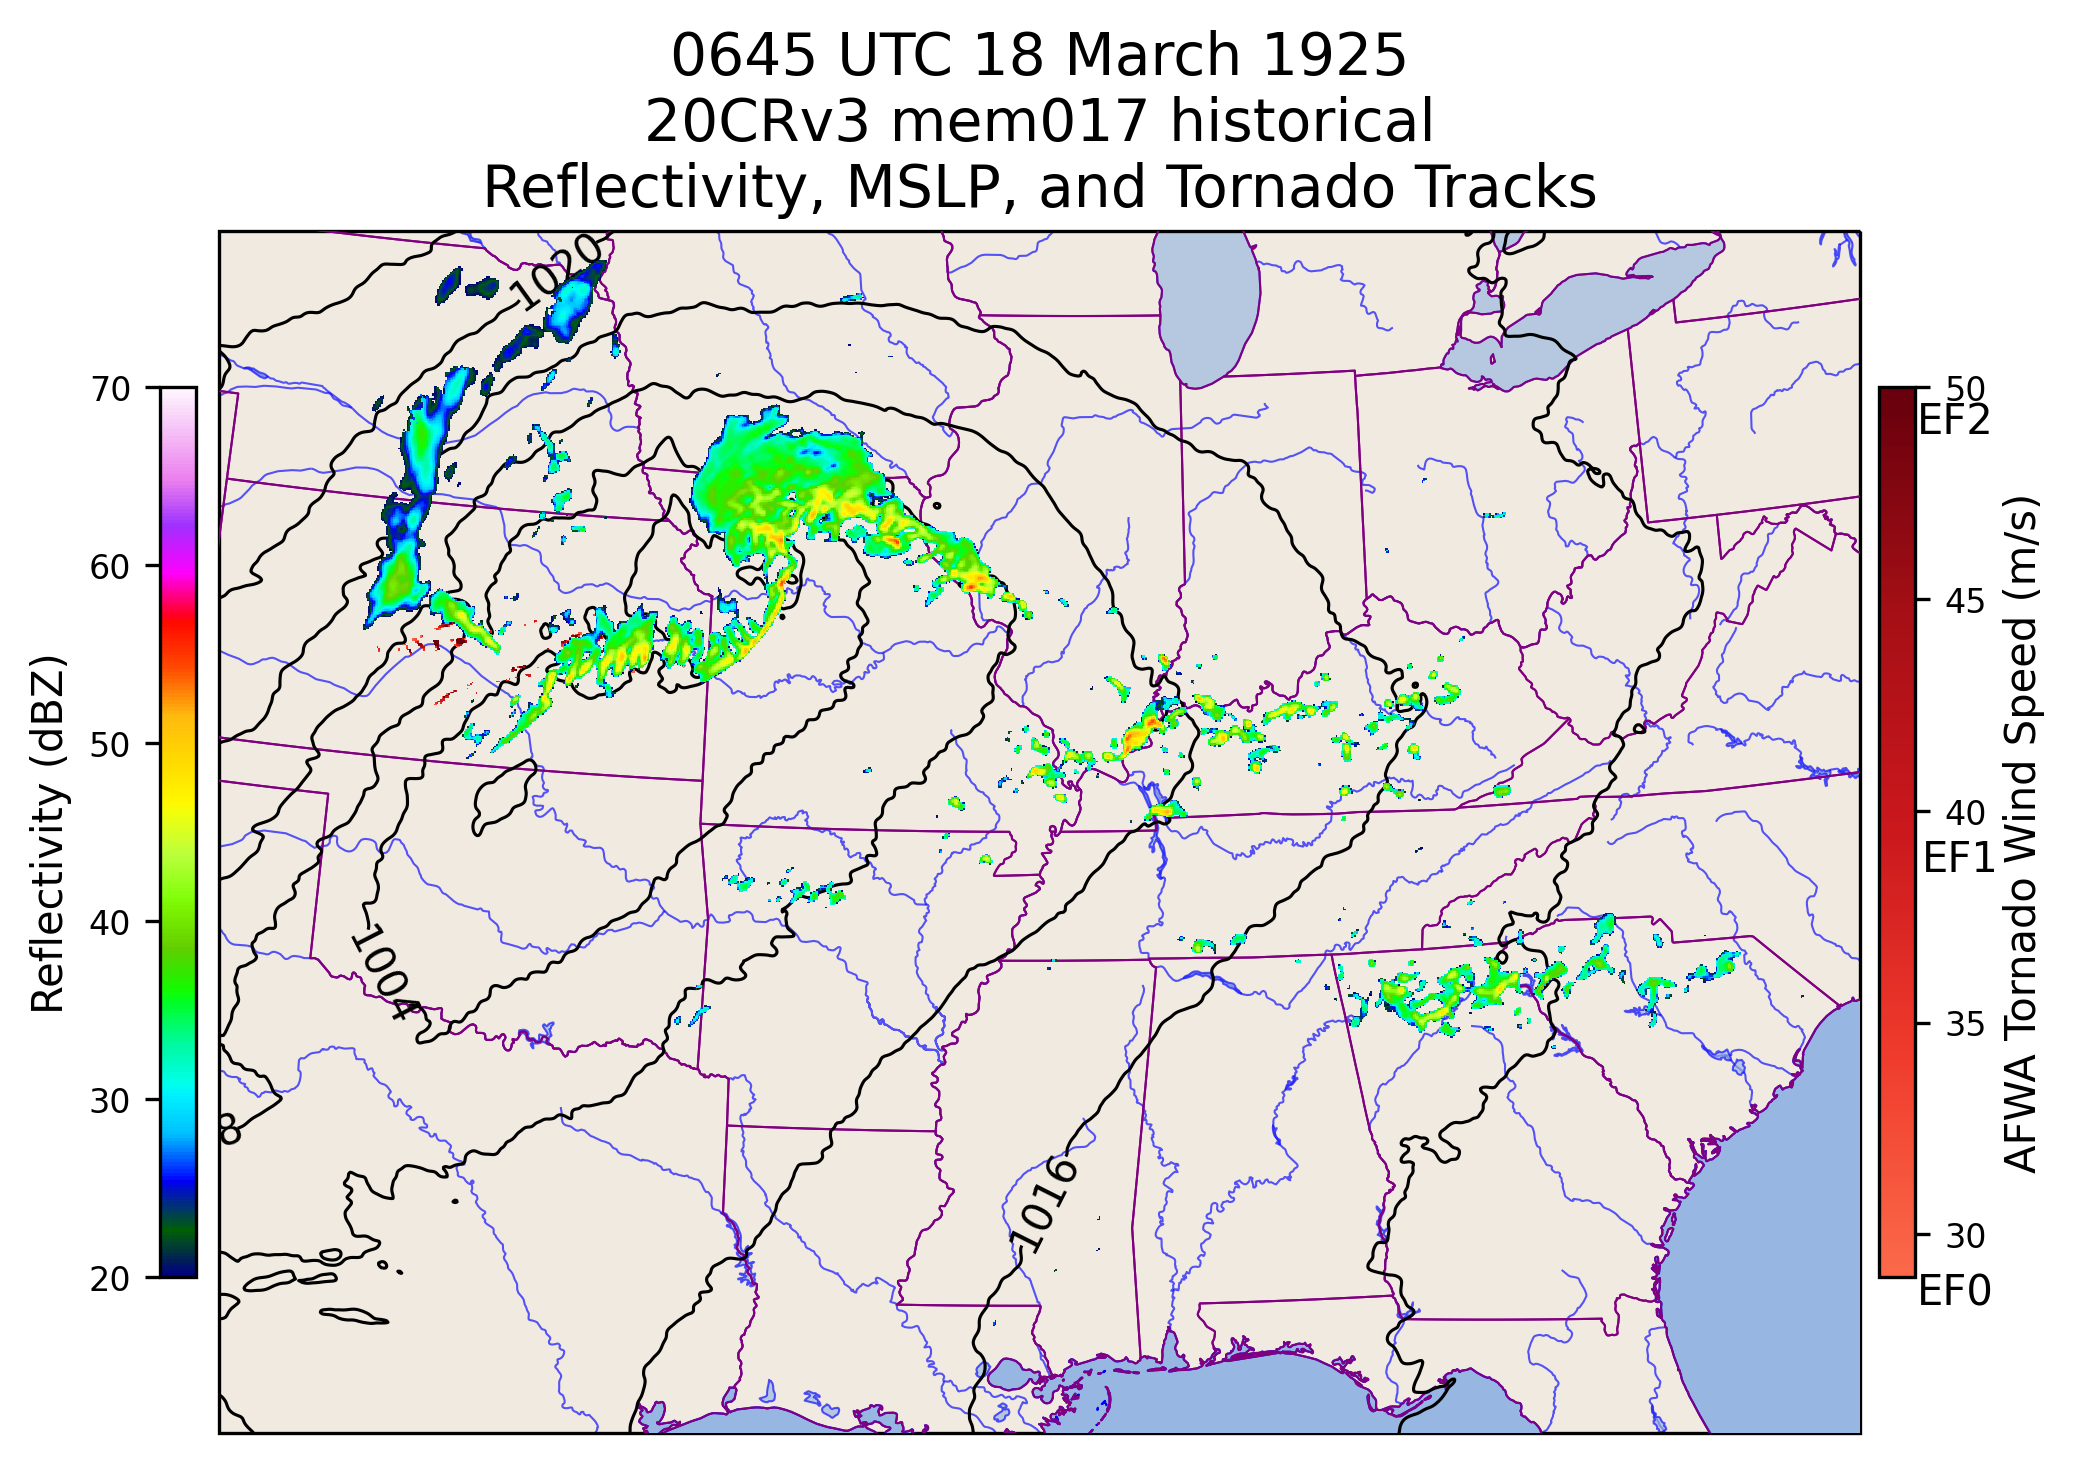 0645 UTC 18 March 1925
20CRv3 mem017 historical
Reflectivity, MSLP, and Tornado Tracks
1020
1004
8
1016
Reflectivity (dBZ)
70
60
50
40
30
20
50
EF2
45
40
EF1
35
30
EF0
AFWA Tornado Wind Speed (m/s)